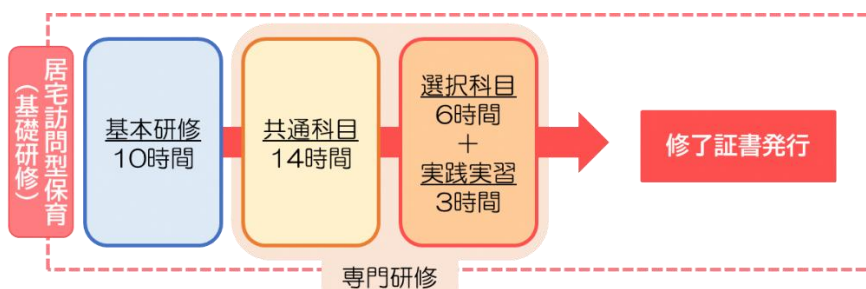 居宅訪問型保育
（基礎研修）
基本研修
10時間
共通科目
14時間
選択科目
6時間
＋
実践実習
3時間
修了証書発行
専門研修